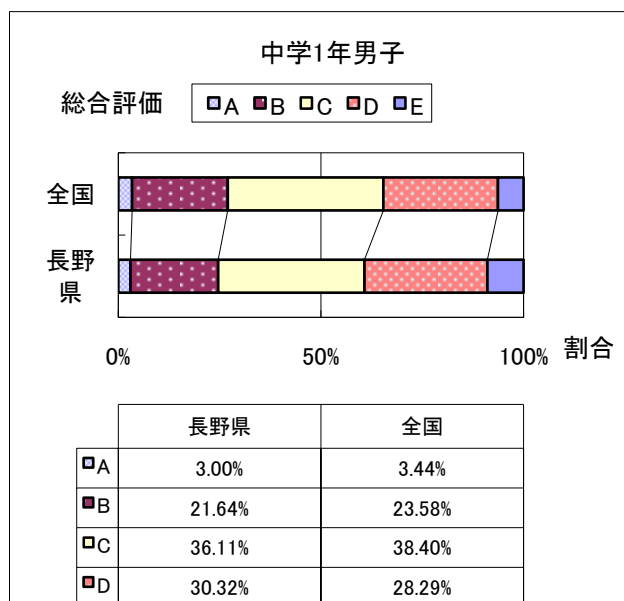 中学1年男子
総合評価 A B C D E
全国
長野
県
0% 50% 100% 割合
長野県 全国
A 3.00% 3.44%
B 21.64% 23.58%
C 36.11% 38.40%
D 30.32% 28.29%